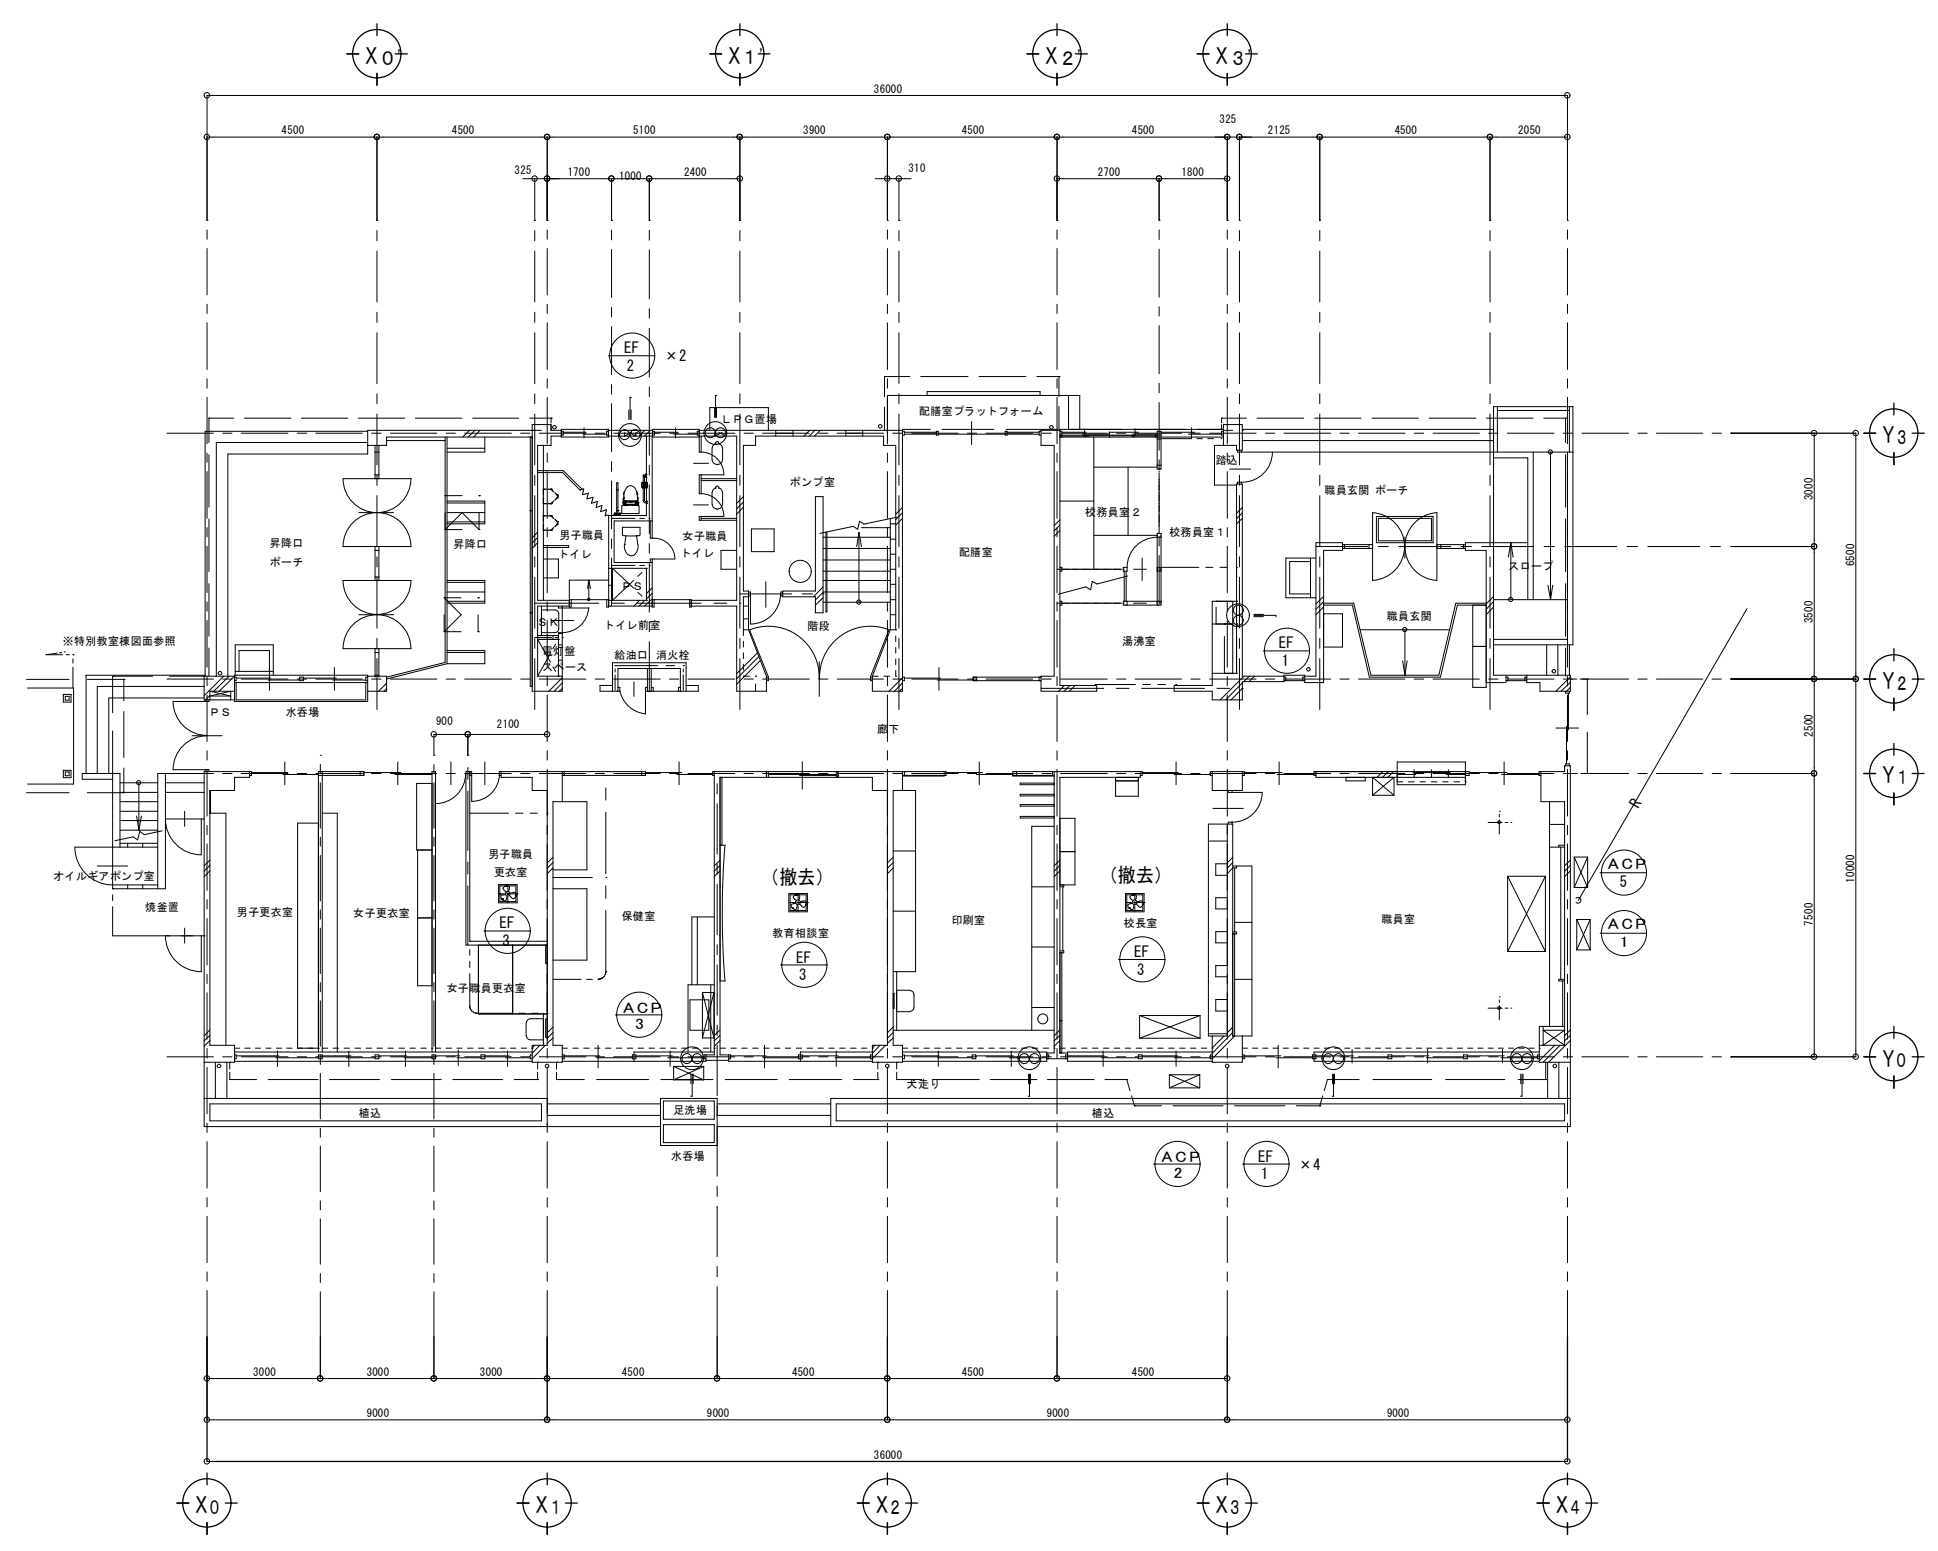 X0'
X1'
X2'
X3'
36000
4500
4500
5100
3900
4500
4500
325
2125
4500
2050
325
1700
1000
2400
310
2700
1800
EF
2
×2
LPG置場
配膳室プラットフォーム
Y3
踏込
ポンプ室
職員玄関 ポーチ
3000
校務員室2
校務員室1
昇降口
ポーチ
昇降口
男子職員
トイレ
女子職員
トイレ
配膳室
6500
スロープ
PS
3500
職員玄関
SK
トイレ前室
階段
※特別教室棟図面参照
湯沸室
EF
1
電灯盤
スペース
給油口
消火栓
Y2
PS
水呑場
900
2100
廊下
2500
Y1
R
男子職員
更衣室
オイルギアポンプ室
(撤去)
(撤去)
ACP
5
10000
焼釜置
男子更衣室
女子更衣室
EF
3
保健室
教育相談室
EF
3
印刷室
校長室
EF
3
職員室
ACP
1
7500
女子職員更衣室
ACP
3
Y0
犬走り
植込
足洗場
植込
水呑場
ACP
2
EF
1
×4
3000
3000
3000
4500
4500
4500
4500
9000
9000
9000
9000
36000
X0
X1
X2
X3
X4